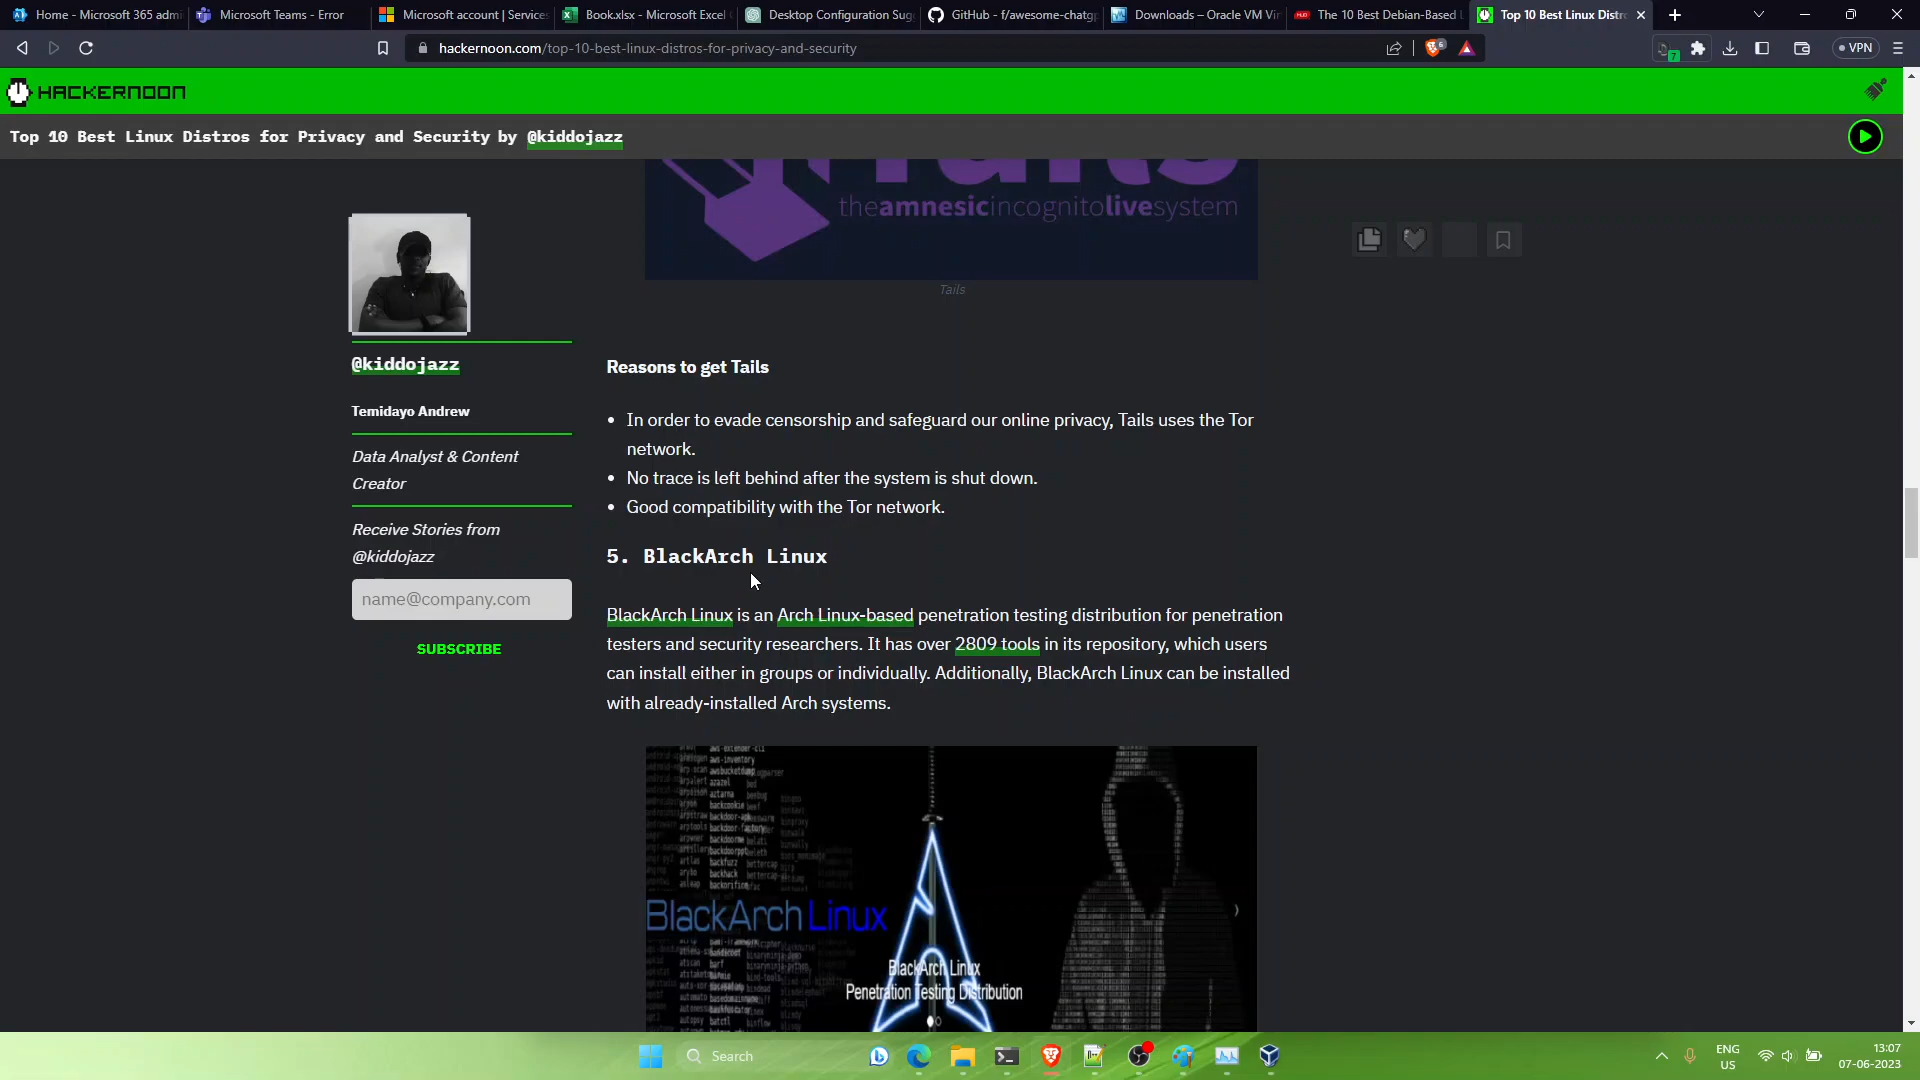 Home - Microsoft 365 admi
Microsoft Teams - Error
Microsoft account | Services
Book.xlsx - Microsoft Excel
Desktop Configuration Sug
GitHub - f/awesome-chatgp
Downloads – Oracle VM Vir
The 10 Best Debian-Based L
Top 10 Best Linux Distro
hackernoon.com/top-10-best-linux-distros-for-privacy-and-security
6
7
VPN
HACKERNOON
Top 10 Best Linux Distros for Privacy and Security by @kiddojazz
theamnesicincognitolivesystem
Tails
@kiddojazz
Temidayo Andrew
Data Analyst & Content
Creator
Receive Stories from
@kiddojazz
name@company.com
SUBSCRIBE
Reasons to get Tails
• In order to evade censorship and safeguard our online privacy, Tails uses the Tor
network.
• No trace is left behind after the system is shut down.
• Good compatibility with the Tor network.
5. BlackArch Linux
BlackArch Linux is an Arch Linux-based penetration testing distribution for penetration
testers and security researchers. It has over 2809 tools in its repository, which users
can install either in groups or individually. Additionally, BlackArch Linux can be installed
with already-installed Arch systems.
BlackArch Linux
BlackArch Linux
Penetration Testing Distribution
Search
ENG
US
13:07
07-06-2023